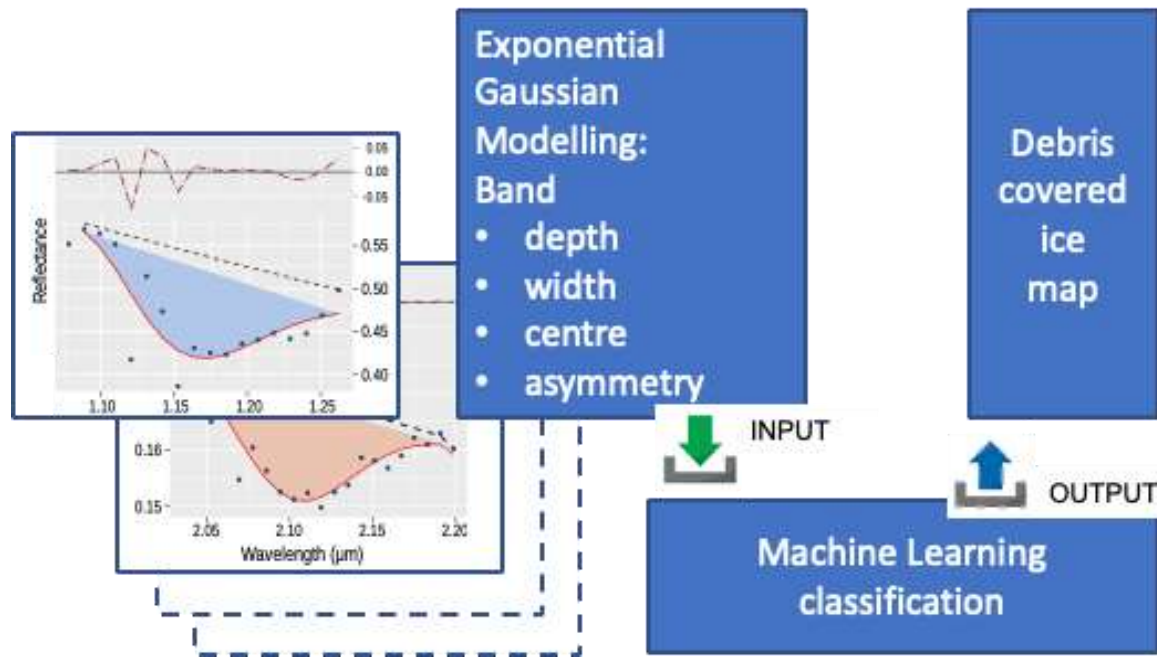 Exponential
Gaussian
Modelling:
Band
• depth
• width
• centre
• asymmetry
Debris
covered
ice
map
0.05
0.00
-0.05
Reflectance
0.55
0.50
0.45
0.40
1.10 1.15 1.20 1.25
0.16
0.15
2.05 2.10 2.15 2.20
Wavelength (μm)
INPUT
OUTPUT
Machine Learning
classification